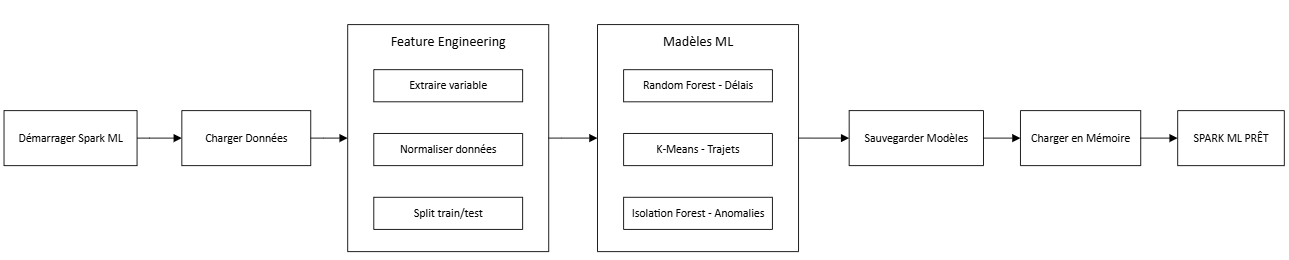 Démarrager Spark ML
Charger Données
Feature Engineering
Extraire variable
Normaliser données
Split train/test
Madèles ML
Random Forest - Délais
K-Means - Trajets
Isolation Forest - Anomalies
Sauvegarder Modèles
Charger en Mémoire
SPARK ML PRÊT